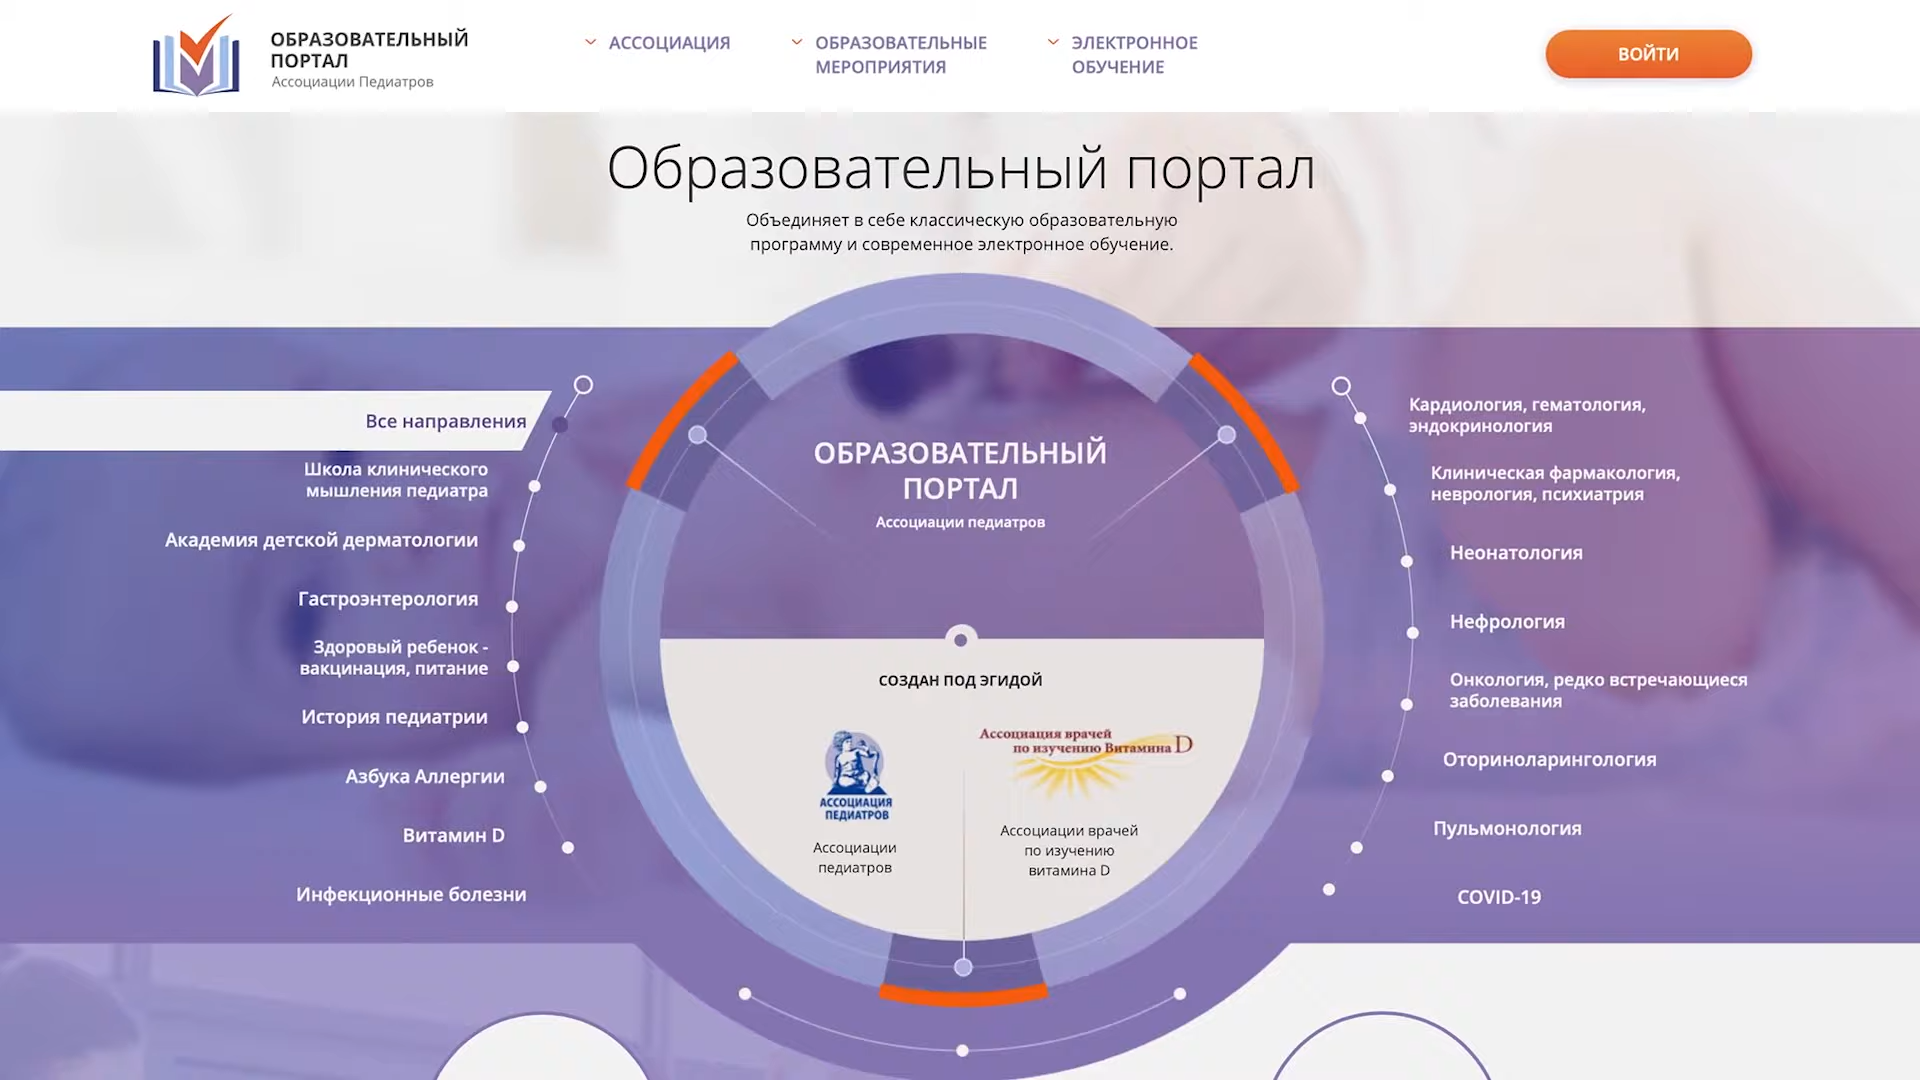 ОБРАЗОВАТЕЛЬНЫЙ
ПОРТАЛ
Ассоциации Педиатров
АССОЦИАЦИЯ
ОБРАЗОВАТЕЛЬНЫЕ
МЕРОПРИЯТИЯ
ЭЛЕКТРОННОЕ
ОБУЧЕНИЕ
ВОЙТИ
Образовательный портал
Объединяет в себе классическую образовательную
программу и современное электронное обучение.
Все направления
Школа клинического
мышления педиатра
Академия детской дерматологии
Гастроэнтерология
Здоровый ребенок -
вакцинация, питание
История педиатрии
Азбука Аллергии
Витамин D
Инфекционные болезни
ОБРАЗОВАТЕЛЬНЫЙ
ПОРТАЛ
Ассоциации педиатров
СОЗДАН ПОД ЭГИДОЙ
АССОЦИАЦИЯ
ПЕДИАТРОВ
Ассоциации
педиатров
Ассоциация врачей
по изучению Витамина D
Ассоциации врачей
по изучению
витамина D
Кардиология, гематология,
эндокринология
Клиническая фармакология,
неврология, психиатрия
Неонатология
Нефрология
Онкология, редко встречающиеся
заболевания
Оториноларингология
Пульмонология
COVID-19